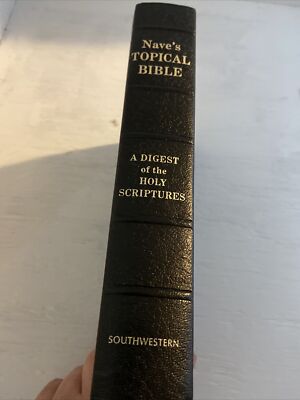 Nave's
TOPICAL
BIBLE
A DIGEST
of the
HOLY
SCRIPTURES
SOUTHWESTERN